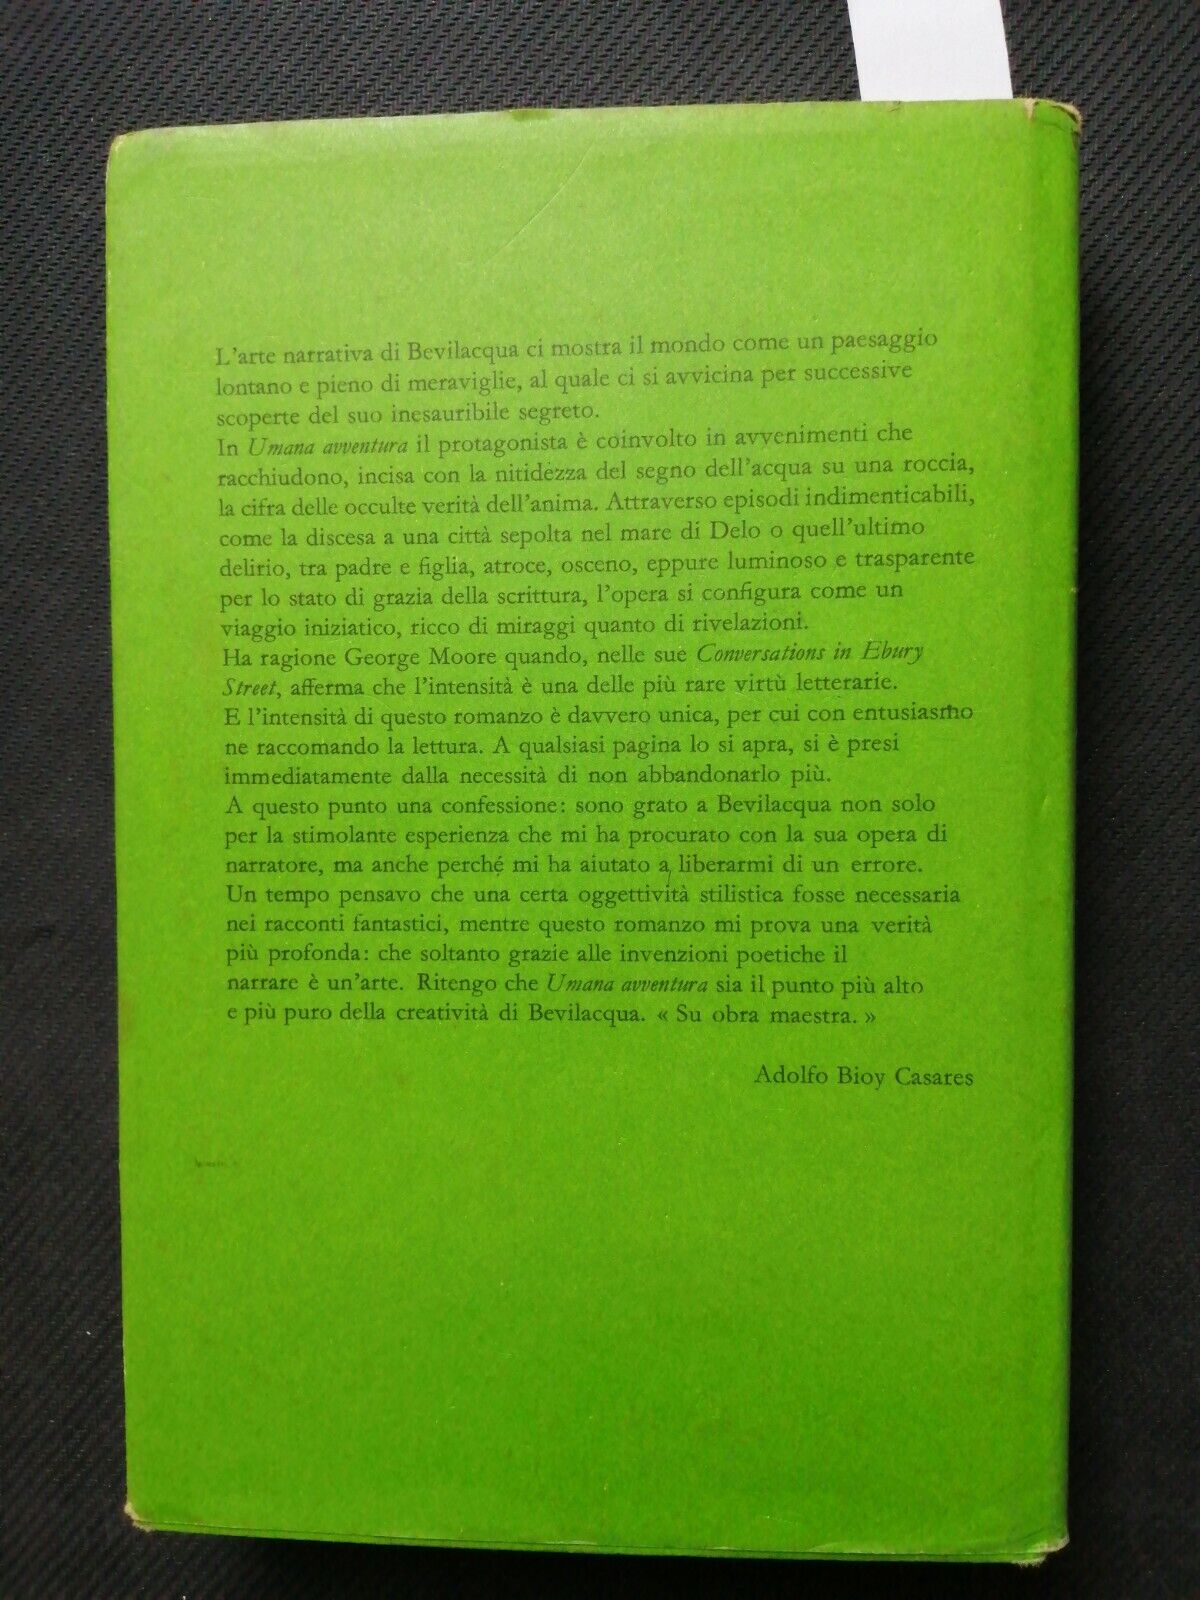 L'arte narrativa di Bevilacqua ci mostra il mondo come un paesaggio
lontano e pieno di meraviglie, al quale ci si avvicina per successive
scoperte del suo inesauribile segreto.
In Umana avventura il protagonista è coinvolto in avvenimenti che
racchiudono, incisa con la nitidezza del segno dell'acqua su una roccia,
la cifra delle occulte verità dell'anima. Attraverso episodi indimenticabili,
come la discesa a una città sepolta nel mare di Delo o quell'ultimo
delirio, tra padre e figlia, atroce, osceno, eppure luminoso e trasparente
per lo stato di grazia della scrittura, l'opera si configura come un
viaggio iniziatico, ricco di miraggi quanto di rivelazioni.
Ha ragione George Moore quando, nelle sue Conversations in Ebury
Street, afferma che l'intensità è una delle più rare virtù letterarie.
E l'intensità di questo romanzo è davvero unica, per cui con entusiasmo
ne raccomando la lettura. A qualsiasi pagina lo si apra, si è presi
immediatamente dalla necessità di non abbandonarlo più.
A questo punto una confessione: sono grato a Bevilacqua non solo
per la stimolante esperienza che mi ha procurato con la sua opera di
narratore, ma anche perché mi ha aiutato a liberarmi di un errore.
Un tempo pensavo che una certa oggettività stilistica fosse necessaria
nei racconti fantastici, mentre questo romanzo mi prova una verità
più profonda: che soltanto grazie alle invenzioni poetiche il
narrare è un'arte. Ritengo che Umana avventura sia il punto più alto
e più puro della creatività di Bevilacqua. « Su obra maestra. »
Adolfo Bioy Casares